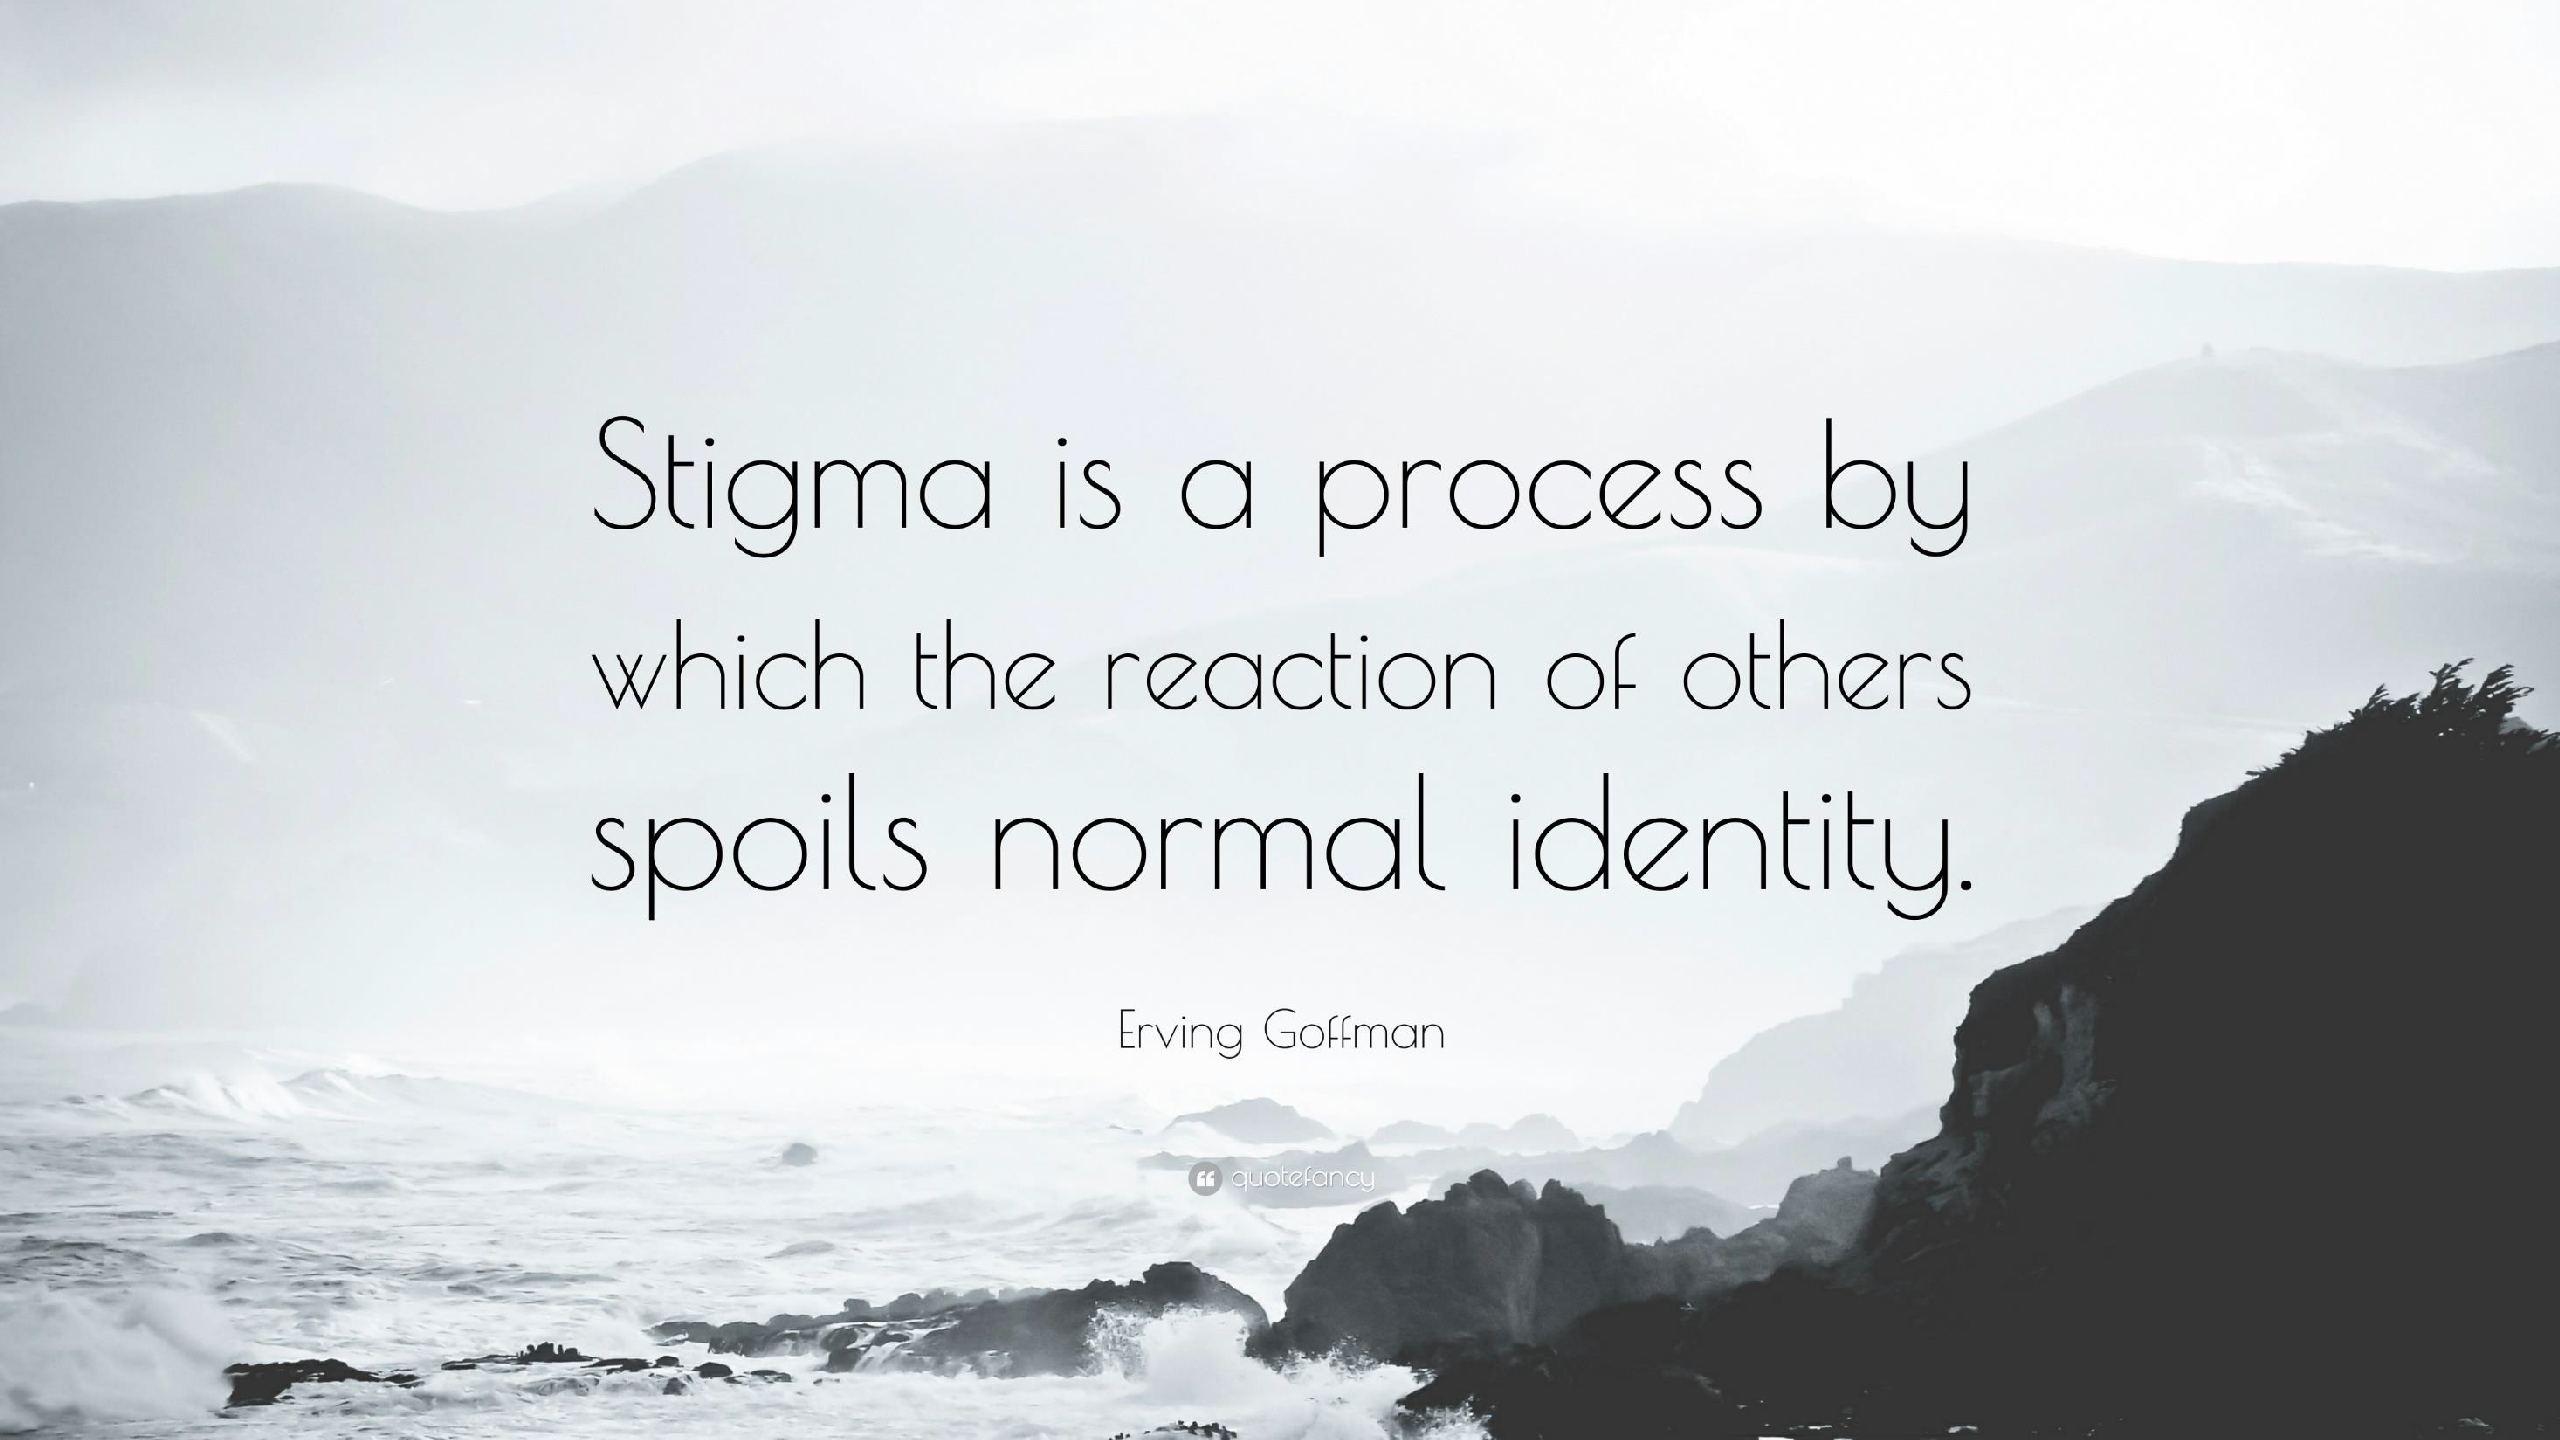 Stigma is a process by
which the reaction of others
spoils normal identity.
Erving Goffman
quotefancy